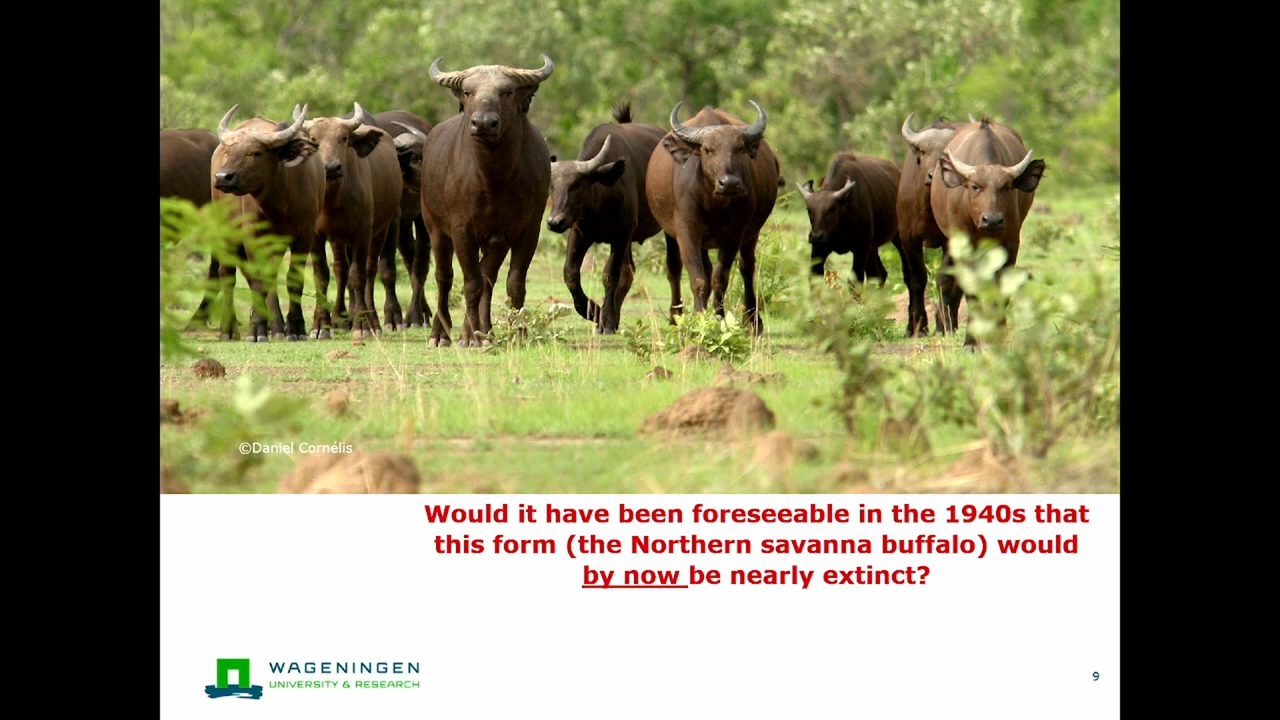 ©Daniel Cornélis
Would it have been foreseeable in the 1940s that
this form (the Northern savanna buffalo) would
by now be nearly extinct?
WAGENINGEN
UNIVERSITY & RESEARCH
9